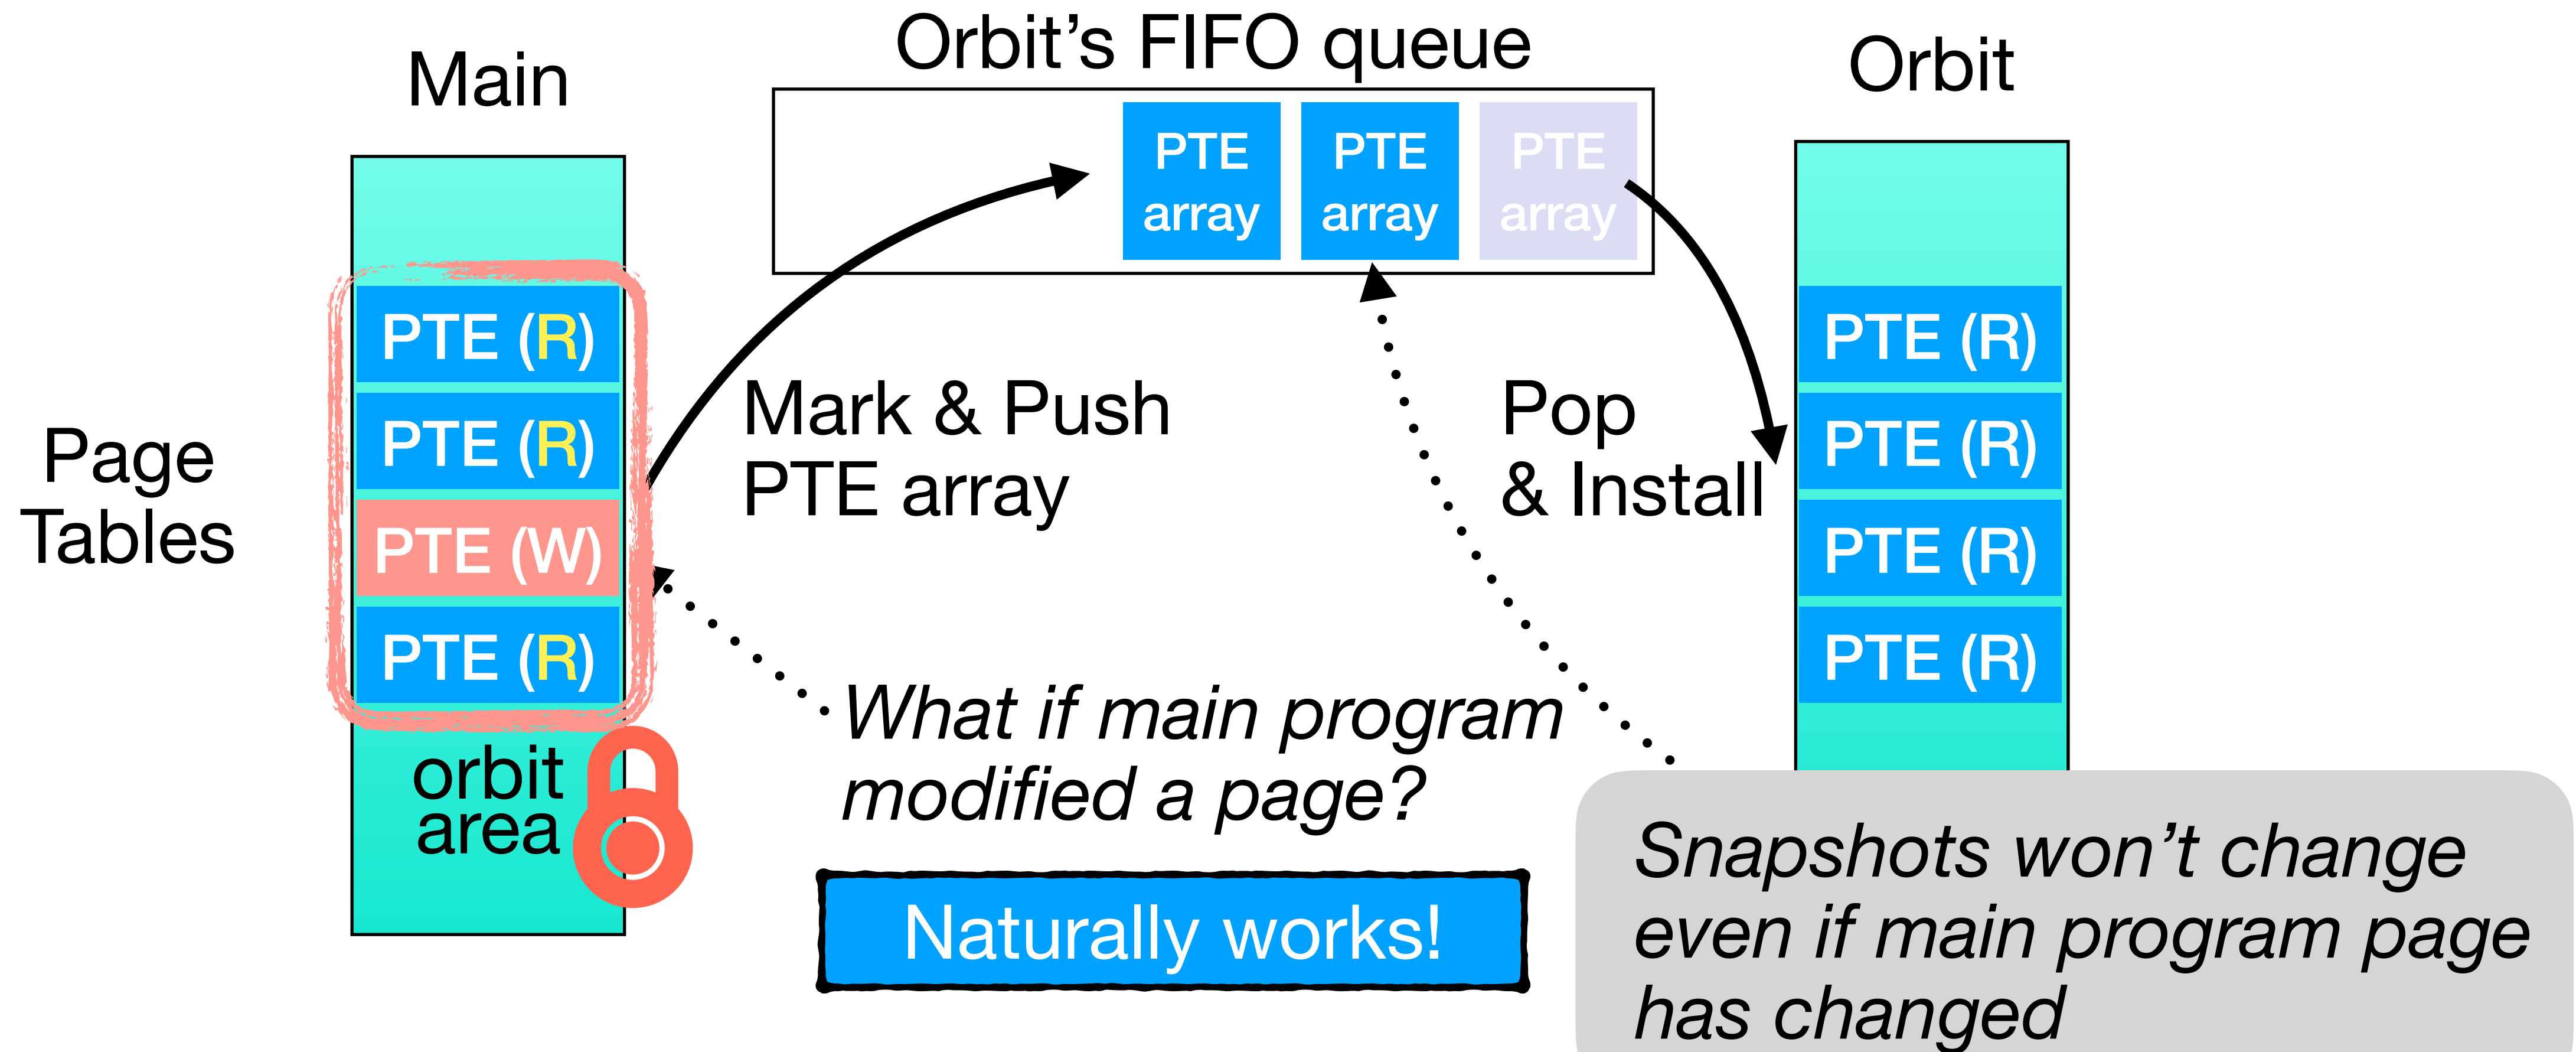 Orbit’s FIFO queue
Main
Orbit
PTE
array
PTE
array
PTE
array
PTE (R)
PTE (R)
PTE (W)
PTE (R)
Page
Tables
Mark & Push
PTE array
Pop
& Install
PTE (R)
PTE (R)
PTE (R)
PTE (R)
orbit
area
What if main program
modified a page?
Naturally works!
Snapshots won’t change
even if main program page
has changed